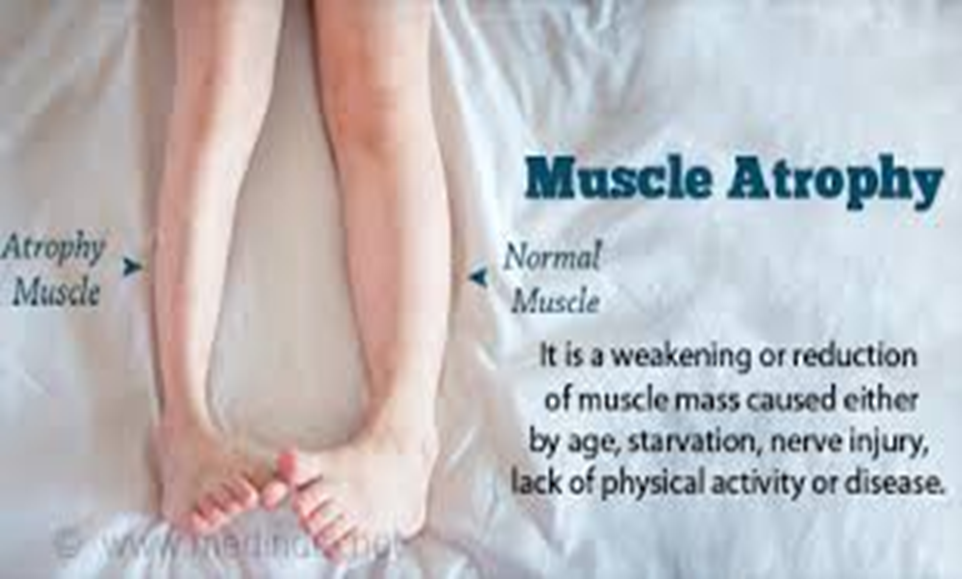 Muscle Atrophy
Atrophy
Muscle
Normal
Muscle
It is a weakening or reduction
of muscle mass caused either
by age, starvation, nerve injury,
lack of physical activity or disease.